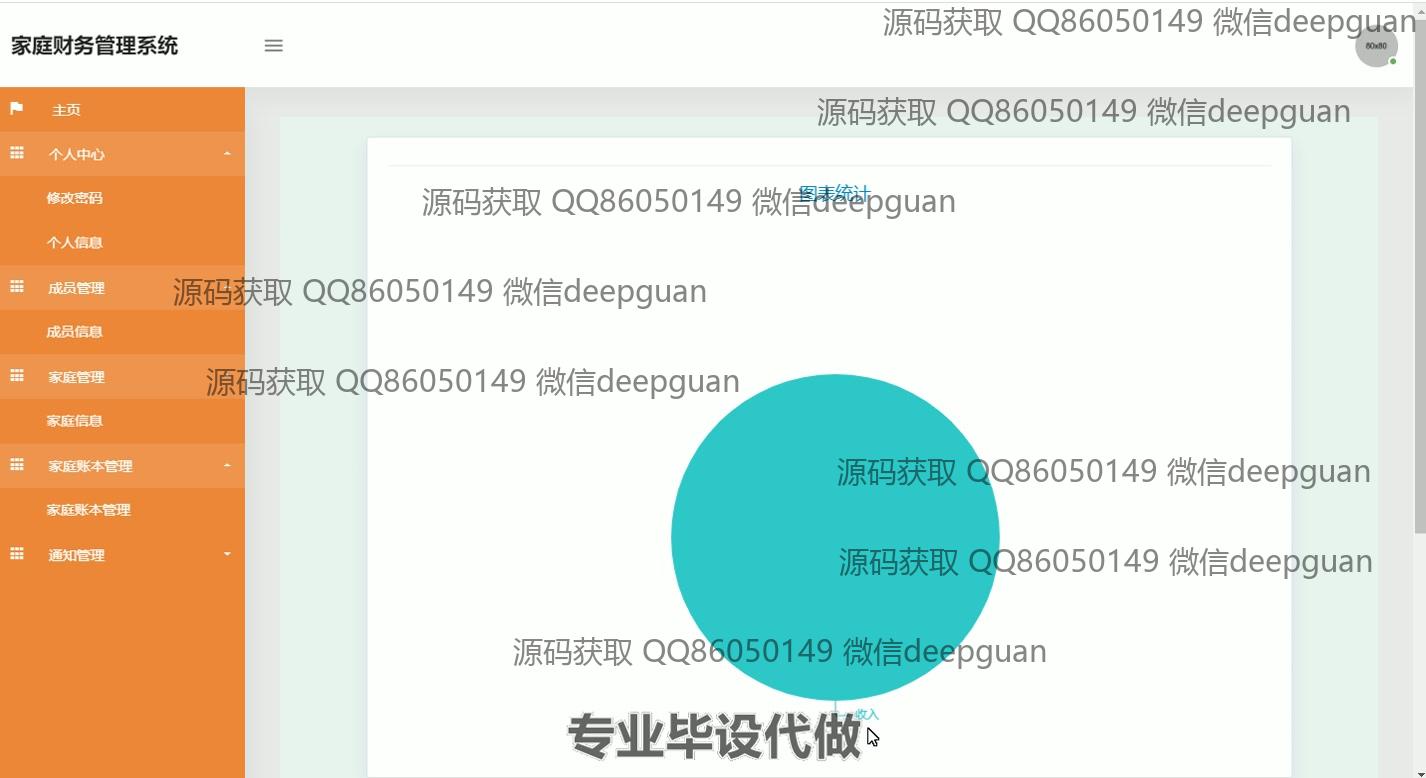 源码获取 QQ86050149 微信deepguan
家庭财务管理系统
80x80
主页
源码获取 QQ86050149 微信deepguan
个人中心
图表统计
修改密码
源码获取 QQ86050149 微信deepguan
个人信息
成员管理
源码获取 QQ86050149 微信deepguan
成员信息
家庭管理
源码获取 QQ86050149 微信deepguan
家庭信息
家庭账本管理
源码获取 QQ86050149 微信deepguan
家庭账本管理
通知管理
源码获取 QQ86050149 微信deepguan
源码获取 QQ86050149 微信deepguan
收入
专业毕设代做